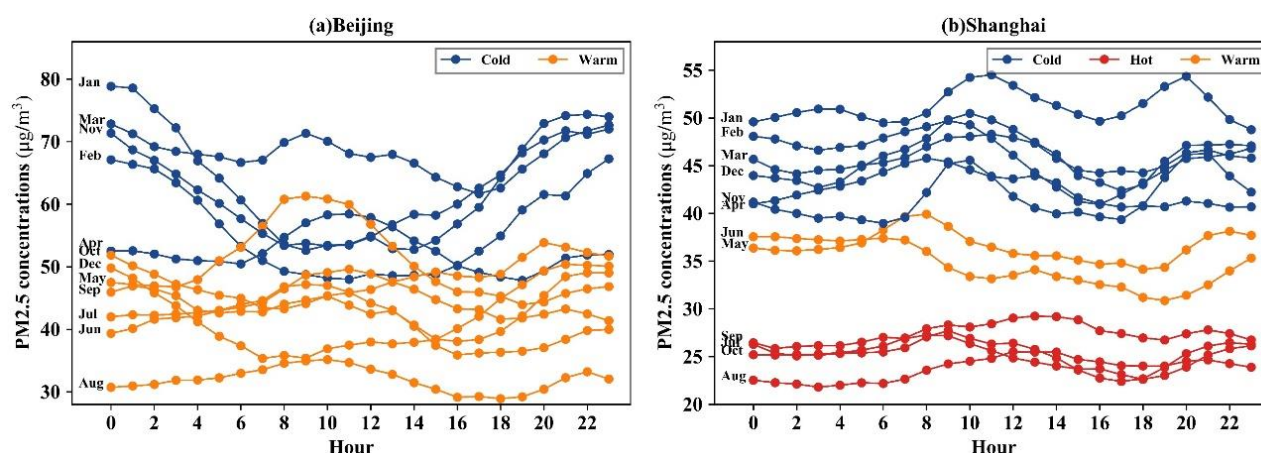 (a)Beijing
PM2.5 concentrations (μg/m³)
80
70
60
50
40
30
Cold Warm
Jan
Mar
Nov
Feb
Apr
Oct
Dec
May
Sep
Jul
Jun
Aug
0 2 4 6 8 10 12 14 16 18 20 22
Hour
(b)Shanghai
PM2.5 concentrations (μg/m³)
55
50
45
40
35
30
25
20
Cold Hot Warm
Jan
Feb
Mar
Dec
Nov
Apr
Jun
May
Sep
Jul
Oct
Aug
0 2 4 6 8 10 12 14 16 18 20 22
Hour